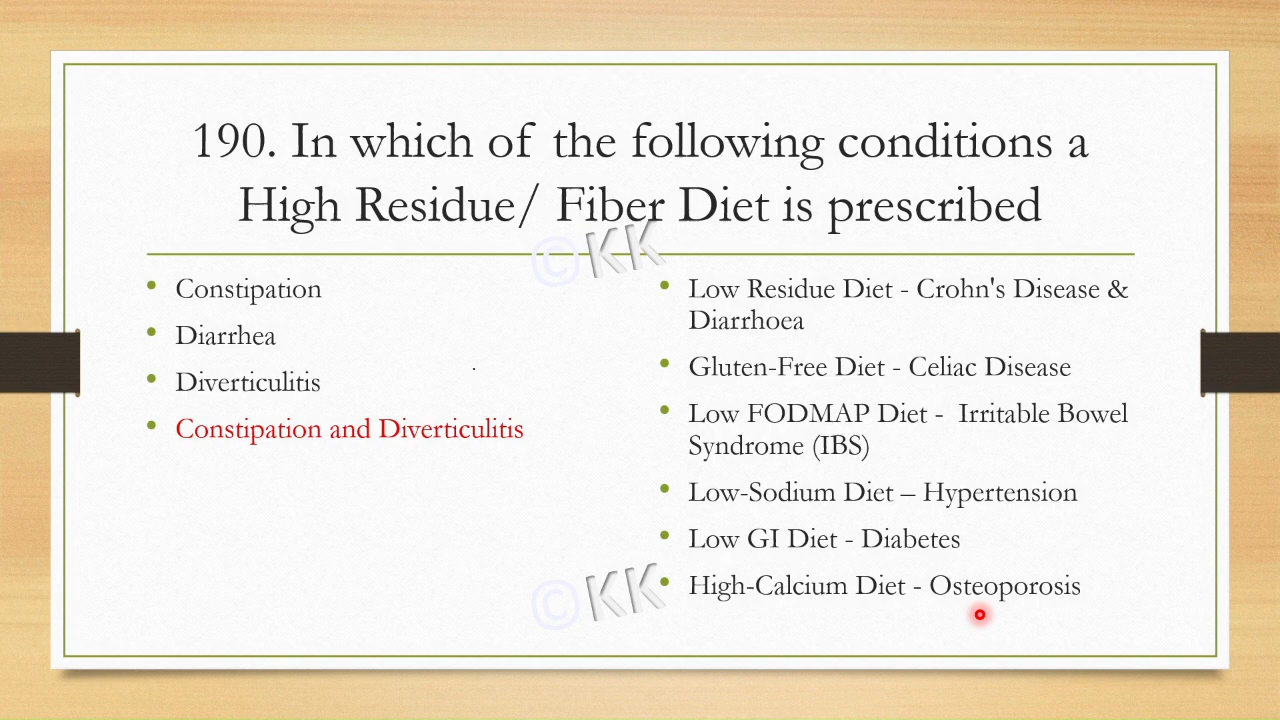 190. In which of the following conditions a
High Residue/ Fiber Diet is prescribed
©KK
• Constipation
• Diarrhea
• Diverticulitis
• Constipation and Diverticulitis
• Low Residue Diet - Crohn's Disease &
Diarrhoea
• Gluten-Free Diet - Celiac Disease
• Low FODMAP Diet -  Irritable Bowel
Syndrome (IBS)
• Low-Sodium Diet – Hypertension
• Low GI Diet - Diabetes
• High-Calcium Diet - Osteoporosis
©KK